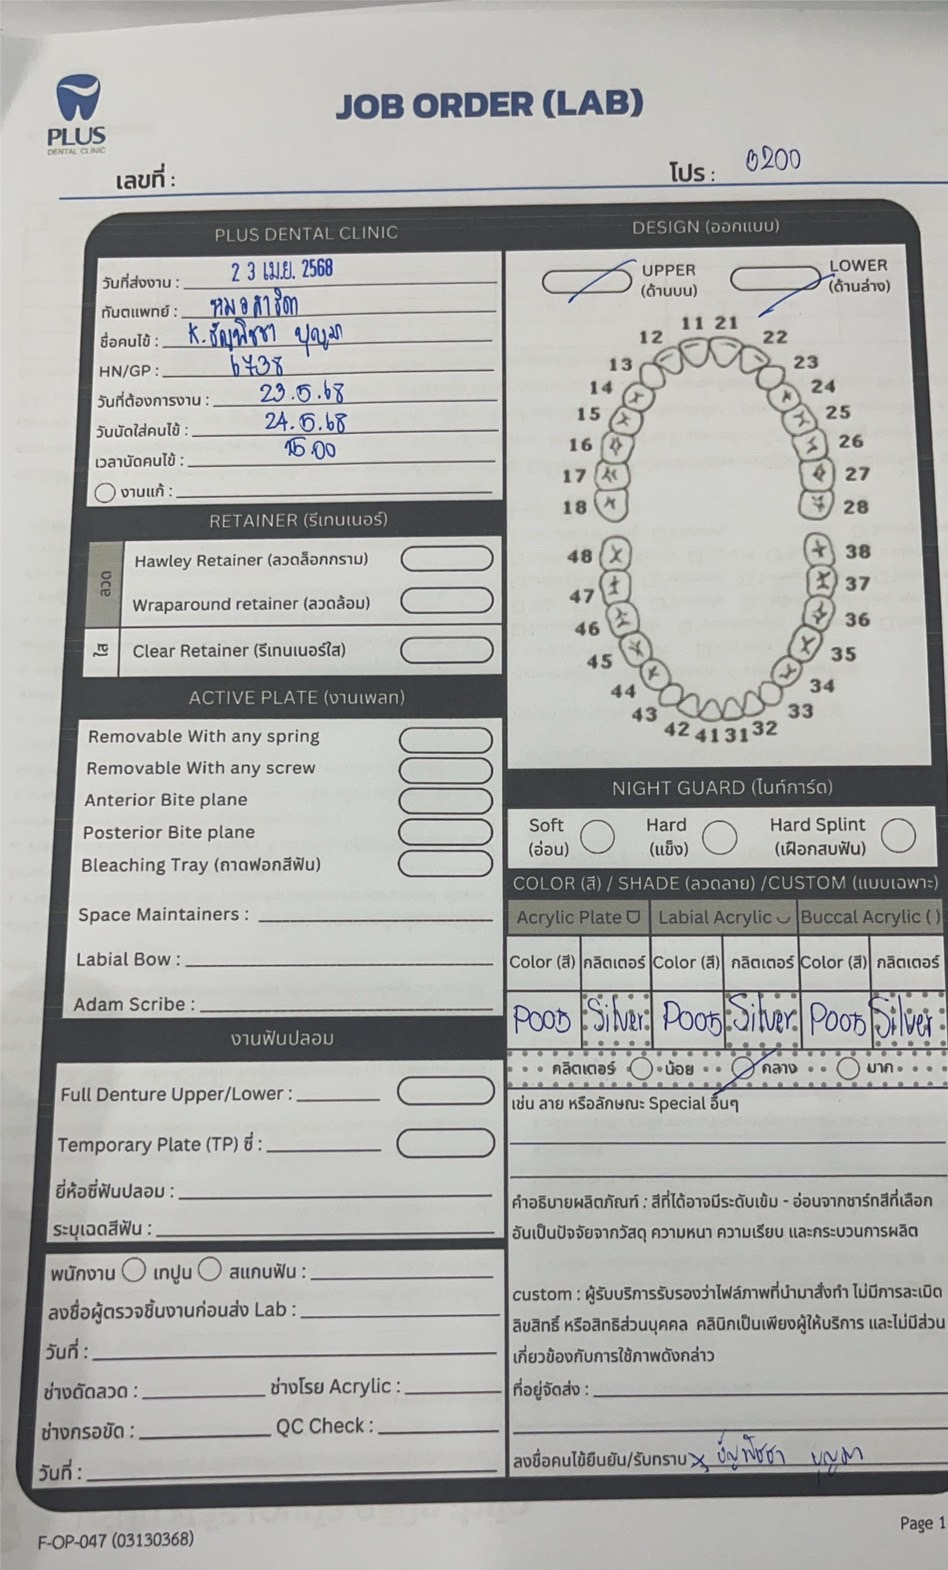 PLUS
DENTAL CLINIC
JOB ORDER (LAB)
เลขที่ :
โปร : 0200
PLUS DENTAL CLINIC
วันที่ส่งงาน : 2 3 เม.ย. 2568
ทันตแพทย์ : หมอสาริศา
ชื่อคนไข้ : K. ธัญพิชชา บุญมา
HN/GP : 6738
วันที่ต้องการงาน : 23.5.68
วันนัดใส่คนไข้ : 24.5.68
เวลานัดคนไข้ : 15.00
งานแก้ :
RETAINER (รีเทนเนอร์)
ลวด
Hawley Retainer (ลวดล็อกกราม)
Wraparound retainer (ลวดล้อม)
ใส
Clear Retainer (รีเทนเนอร์ใส)
ACTIVE PLATE (งานเพลท)
Removable With any spring
Removable With any screw
Anterior Bite plane
Posterior Bite plane
Bleaching Tray (ถาดฟอกสีฟัน)
Space Maintainers :
Labial Bow :
Adam Scribe :
งานฟันปลอม
Full Denture Upper/Lower :
Temporary Plate (TP) ซี่ :
ยี่ห้อซี่ฟันปลอม :
ระบุเฉดสีฟัน :
พนักงาน เทปูน สแกนฟัน :
ลงชื่อผู้ตรวจชิ้นงานก่อนส่ง Lab :
วันที่ :
ช่างดัดลวด : ช่างโรย Acrylic :
ช่างกรอขัด : QC Check :
วันที่ :
DESIGN (ออกแบบ)
UPPER
(ด้านบน)
LOWER
(ด้านล่าง)
11 21
12 22
13 23
14 24
15 25
16 26
17 27
18 28
48 38
47 37
46 36
45 35
44 34
43 33
42 41 31 32
NIGHT GUARD (ไนท์การ์ด)
Soft Hard Hard Splint
(อ่อน) (แข็ง) (เฝือกสบฟัน)
COLOR (สี) / SHADE (ลวดลาย) /CUSTOM (แบบเฉพาะ)
Acrylic Plate Labial Acrylic Buccal Acrylic ( )
Color (สี) กลิตเตอร์ Color (สี) กลิตเตอร์ Color (สี) กลิตเตอร์
P005 Silver P005 Silver P005 Silver
กลิตเตอร์ น้อย กลาง มาก
เช่น ลาย หรือลักษณะ Special อื่นๆ
คำอธิบายผลิตภัณฑ์ : สีที่ได้อาจมีระดับเข้ม - อ่อนจากชาร์ทสีที่เลือก
อันเป็นปัจจัยจากวัสดุ ความหนา ความเรียบ และกระบวนการผลิต
custom : ผู้รับบริการรับรองว่าไฟล์ภาพที่นำมาสั่งทำ ไม่มีการละเมิด
ลิขสิทธิ์ หรือสิทธิส่วนบุคคล คลินิกเป็นเพียงผู้ให้บริการ และไม่มีส่วน
เกี่ยวข้องกับการใช้ภาพดังกล่าว
ที่อยู่จัดส่ง :
ลงชื่อคนไข้ยืนยัน/รับทราบ x ธัญพิชชา บุญมา
F-OP-047 (03130368)
Page 1